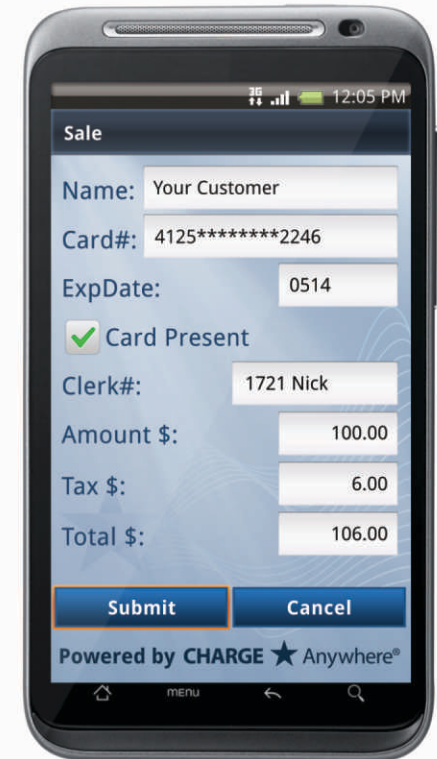 3G 12:05 PM
Sale
Name: Your Customer
Card#: 4125********2246
ExpDate: 0514
Card Present
Clerk#: 1721 Nick
Amount $: 100.00
Tax $: 6.00
Total $: 106.00
Submit Cancel
Powered by CHARGE Anywhere®
menu